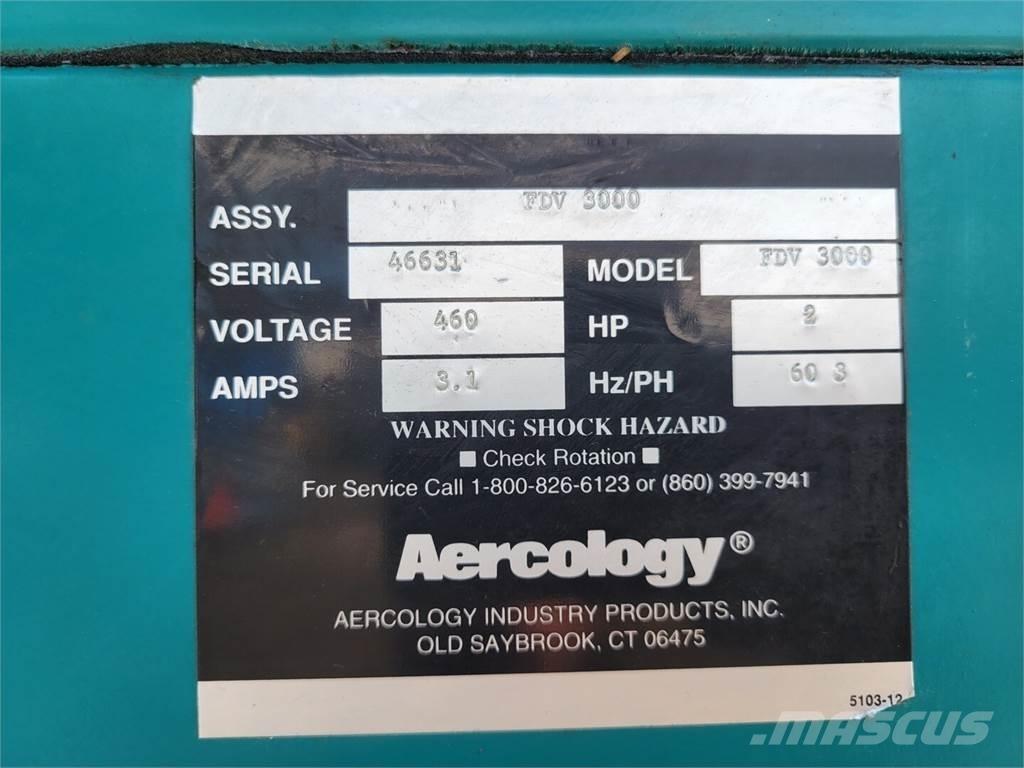 ASSY. FDV 3000
SERIAL 46631 MODEL FDV 3000
VOLTAGE 460 HP 2
AMPS 3.1 Hz/PH 60 3
WARNING SHOCK HAZARD
■ Check Rotation ■
For Service Call 1-800-826-6123 or (860) 399-7941
Aercology®
AERCOLOGY INDUSTRY PRODUCTS, INC.
OLD SAYBROOK, CT 06475
5103-12
MASCUS